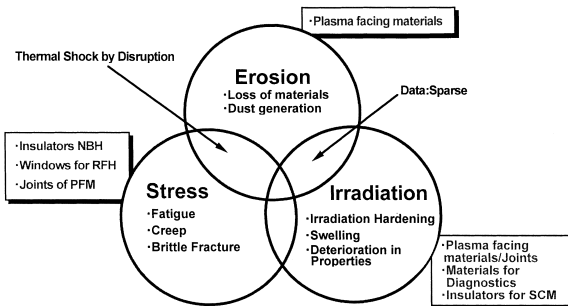 ·Plasma facing materials
Thermal Shock by Disruption
Erosion
·Loss of materials
·Dust generation
Data:Sparse
·Insulators NBH
·Windows for RFH
·Joints of PFM
Stress
·Fatigue
·Creep
·Brittle Fracture
Irradiation
·Irradiation Hardening
·Swelling
·Deterioration in
Properties
·Plasma facing
materials/Joints
·Materials for
Diagnostics
·Insulators for SCM